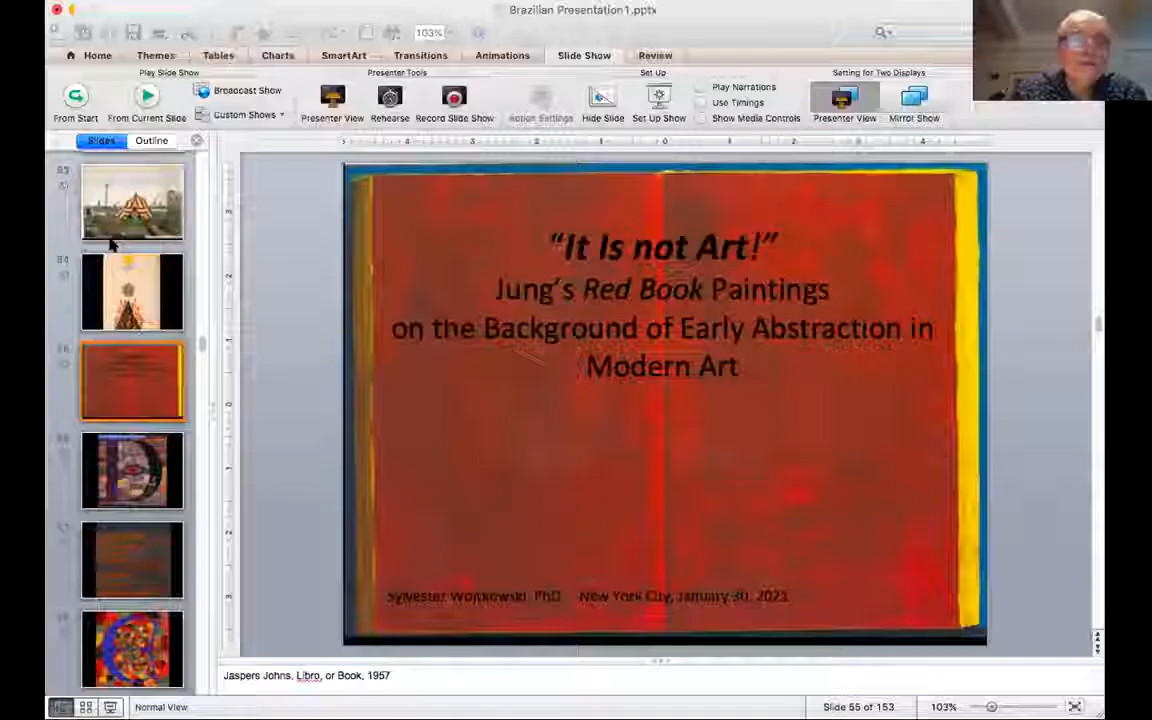 Brazilian Presentation1.pptx
103%
Home Themes Tables Charts SmartArt Transitions Animations Slide Show Review
Play Slide Show Presenter Tools Set Up Setting for Two Displays
From Start
From Current Slide
Broadcast Show
Custom Shows
Presenter View
Rehearse
Record Slide Show
Action Settings
Hide Slide
Set Up Show
Play Narrations
Use Timings
Show Media Controls
Presenter View
Mirror Show
Slides Outline
“It Is not Art!”
Jung’s Red Book Paintings
on the Background of Early Abstraction in
Modern Art
Sylvester Wojtkowski, PhD New York City, January 30, 2021
Jaspers Johns, Libro, or Book, 1957
Normal View
Slide 55 of 153
103%